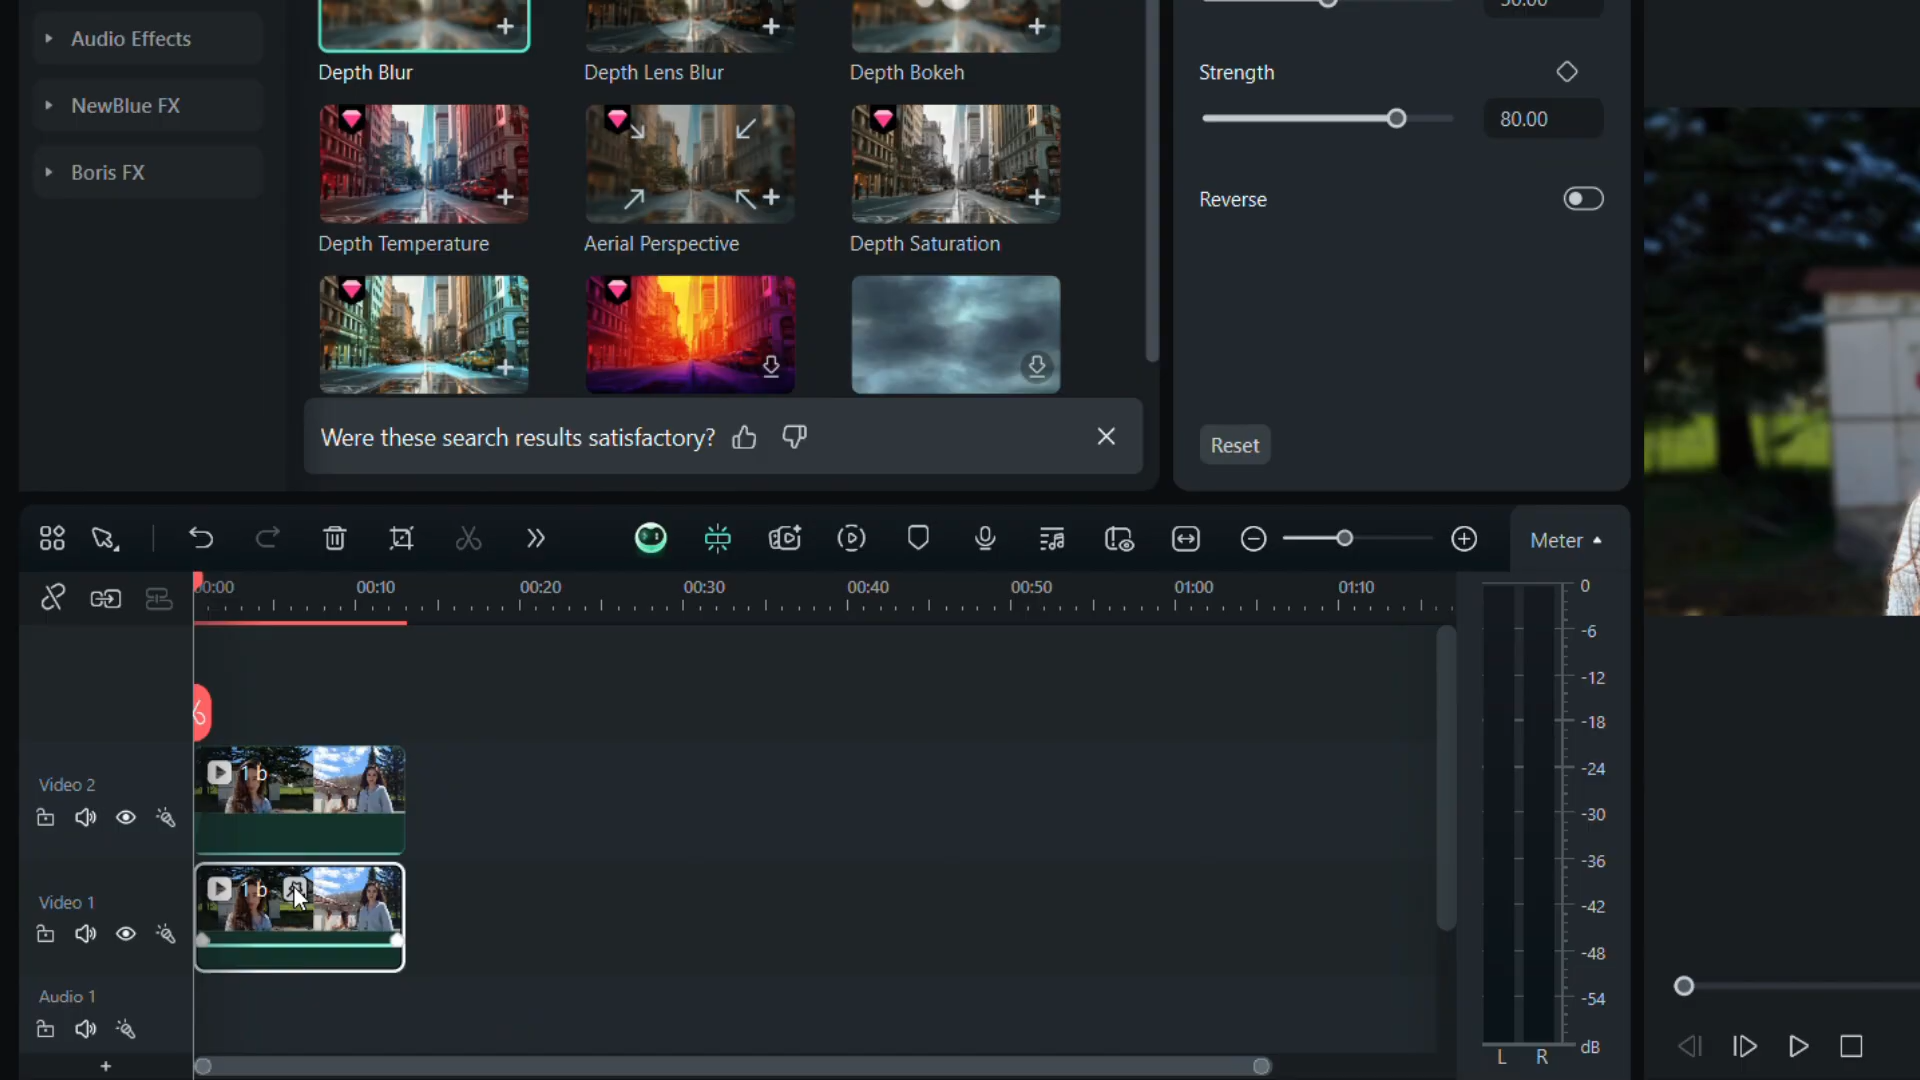 Audio Effects
NewBlue FX
Boris FX
Depth Blur
Depth Lens Blur
Depth Bokeh
Depth Temperature
Aerial Perspective
Depth Saturation
Were these search results satisfactory?
Strength
80.00
Reverse
Reset
Meter
00:10
00:20
00:30
00:40
00:50
01:00
01:10
0
-6
-12
-18
-24
-30
-36
-42
-48
-54
dB
L R
Video 2
1 b
Video 1
1 b
Audio 1